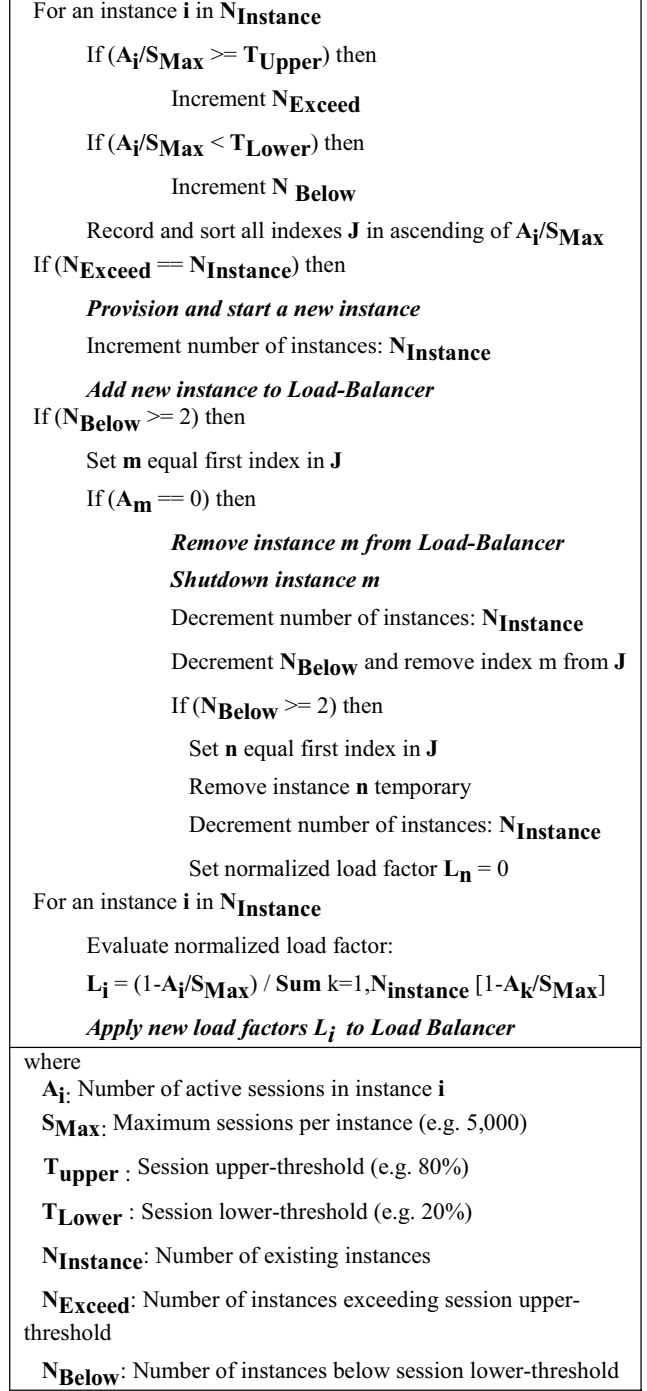 For an instance i in NInstance
If (Ai/SMax >= TUpper) then
Increment NExceed
If (Ai/SMax < TLower) then
Increment N Below
Record and sort all indexes J in ascending of Ai/SMax
If (NExceed == NInstance) then
Provision and start a new instance
Increment number of instances: NInstance
Add new instance to Load-Balancer
If (NBelow >= 2) then
Set m equal first index in J
If (Am == 0) then
Remove instance m from Load-Balancer
Shutdown instance m
Decrement number of instances: NInstance
Decrement NBelow and remove index m from J
If (NBelow >= 2) then
Set n equal first index in J
Remove instance n temporary
Decrement number of instances: NInstance
Set normalized load factor Ln = 0
For an instance i in NInstance
Evaluate normalized load factor:
Li = (1-Ai/SMax) / Sum k=1,Ninstance [1-Ak/SMax]
Apply new load factors Li to Load Balancer
where
Ai: Number of active sessions in instance i
SMax: Maximum sessions per instance (e.g. 5,000)
Tupper : Session upper-threshold (e.g. 80%)
TLower : Session lower-threshold (e.g. 20%)
NInstance: Number of existing instances
NExceed: Number of instances exceeding session upper-
threshold
NBelow: Number of instances below session lower-threshold